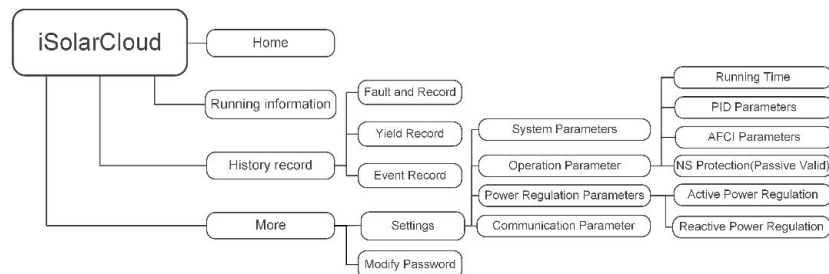 iSolarCloud
Home
Running information
History record
Fault and Record
Yield Record
Event Record
More
Settings
Modify Password
System Parameters
Operation Parameter
Power Regulation Parameters
Communication Parameter
Running Time
PID Parameters
AFCI Parameters
NS Protection(Passive Valid)
Active Power Regulation
Reactive Power Regulation